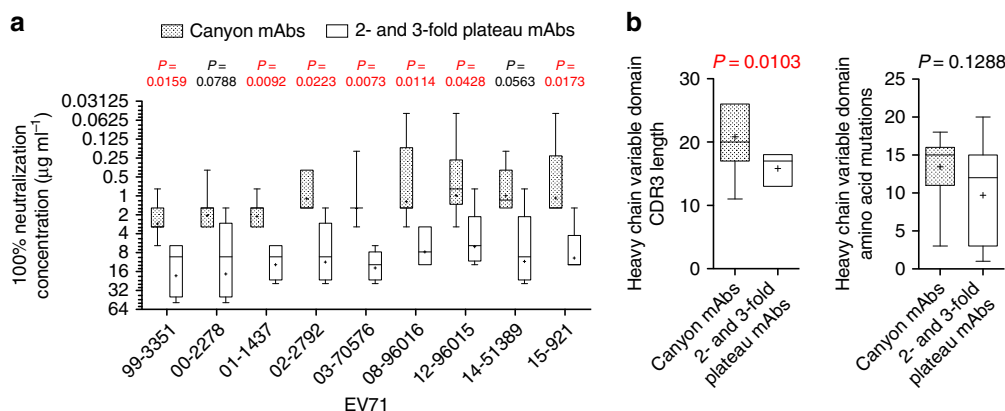 a
Canyon mAbs
2- and 3-fold plateau mAbs
P = 0.0159
P = 0.0788
P = 0.0092
P = 0.0223
P = 0.0073
P = 0.0114
P = 0.0428
P = 0.0563
P = 0.0173
100% neutralization
concentration (µg ml−1)
0.03125
0.0625
0.125
0.25
0.5
1
2
4
8
16
32
64
99-3351
00-2278
01-1437
02-2792
03-70576
08-96016
12-96015
14-51389
15-921
EV71
b
P = 0.0103
Heavy chain variable domain
CDR3 length
30
20
10
0
Canyon mAbs
2- and 3-fold
plateau mAbs
P = 0.1288
Heavy chain variable domain
amino acid mutations
25
20
15
10
5
0
Canyon mAbs
2- and 3-fold
plateau mAbs